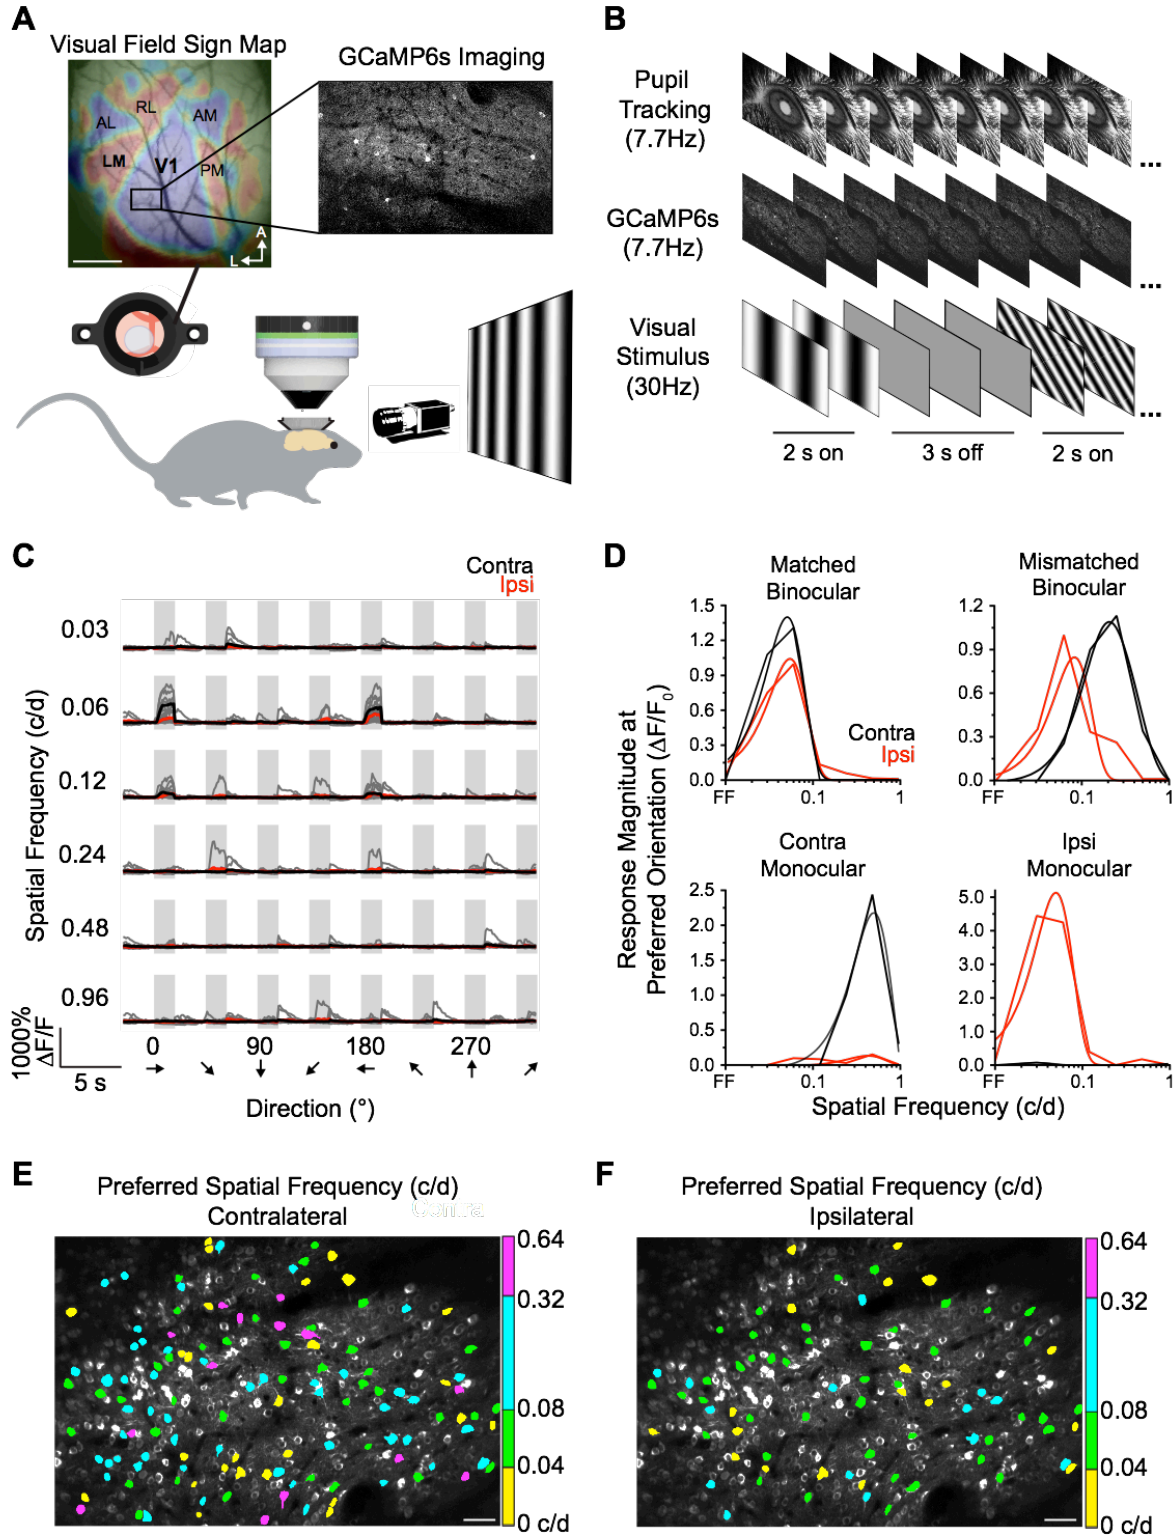 A
Visual Field Sign Map
GCaMP6s Imaging
RL
AL
AM
LM
V1
PM
A
L
B
Pupil
Tracking
(7.7Hz)
...
GCaMP6s
(7.7Hz)
...
Visual
Stimulus
(30Hz)
...
2 s on
3 s off
2 s on
C
Contra
Ipsi
Spatial Frequency (c/d)
0.03
0.06
0.12
0.24
0.48
0.96
1000%
ΔF/F
5 s
0
90
180
270
Direction (°)
D
Matched
Binocular
Mismatched
Binocular
1.5
1.2
0.9
0.6
0.3
0.0
FF
0.1
1
Contra
Ipsi
1.2
0.9
0.6
0.3
0.0
FF
0.1
1
Response Magnitude at
Preferred Orientation (ΔF/F0)
Contra
Monocular
Ipsi
Monocular
2.5
2.0
1.5
1.0
0.5
0.0
FF
0.1
1
5.0
4.0
3.0
2.0
1.0
0.0
FF
0.1
1
Spatial Frequency (c/d)
E
Preferred Spatial Frequency (c/d)
Contralateral
Contra
0.64
0.32
0.08
0.04
0 c/d
F
Preferred Spatial Frequency (c/d)
Ipsilateral
0.64
0.32
0.08
0.04
0 c/d